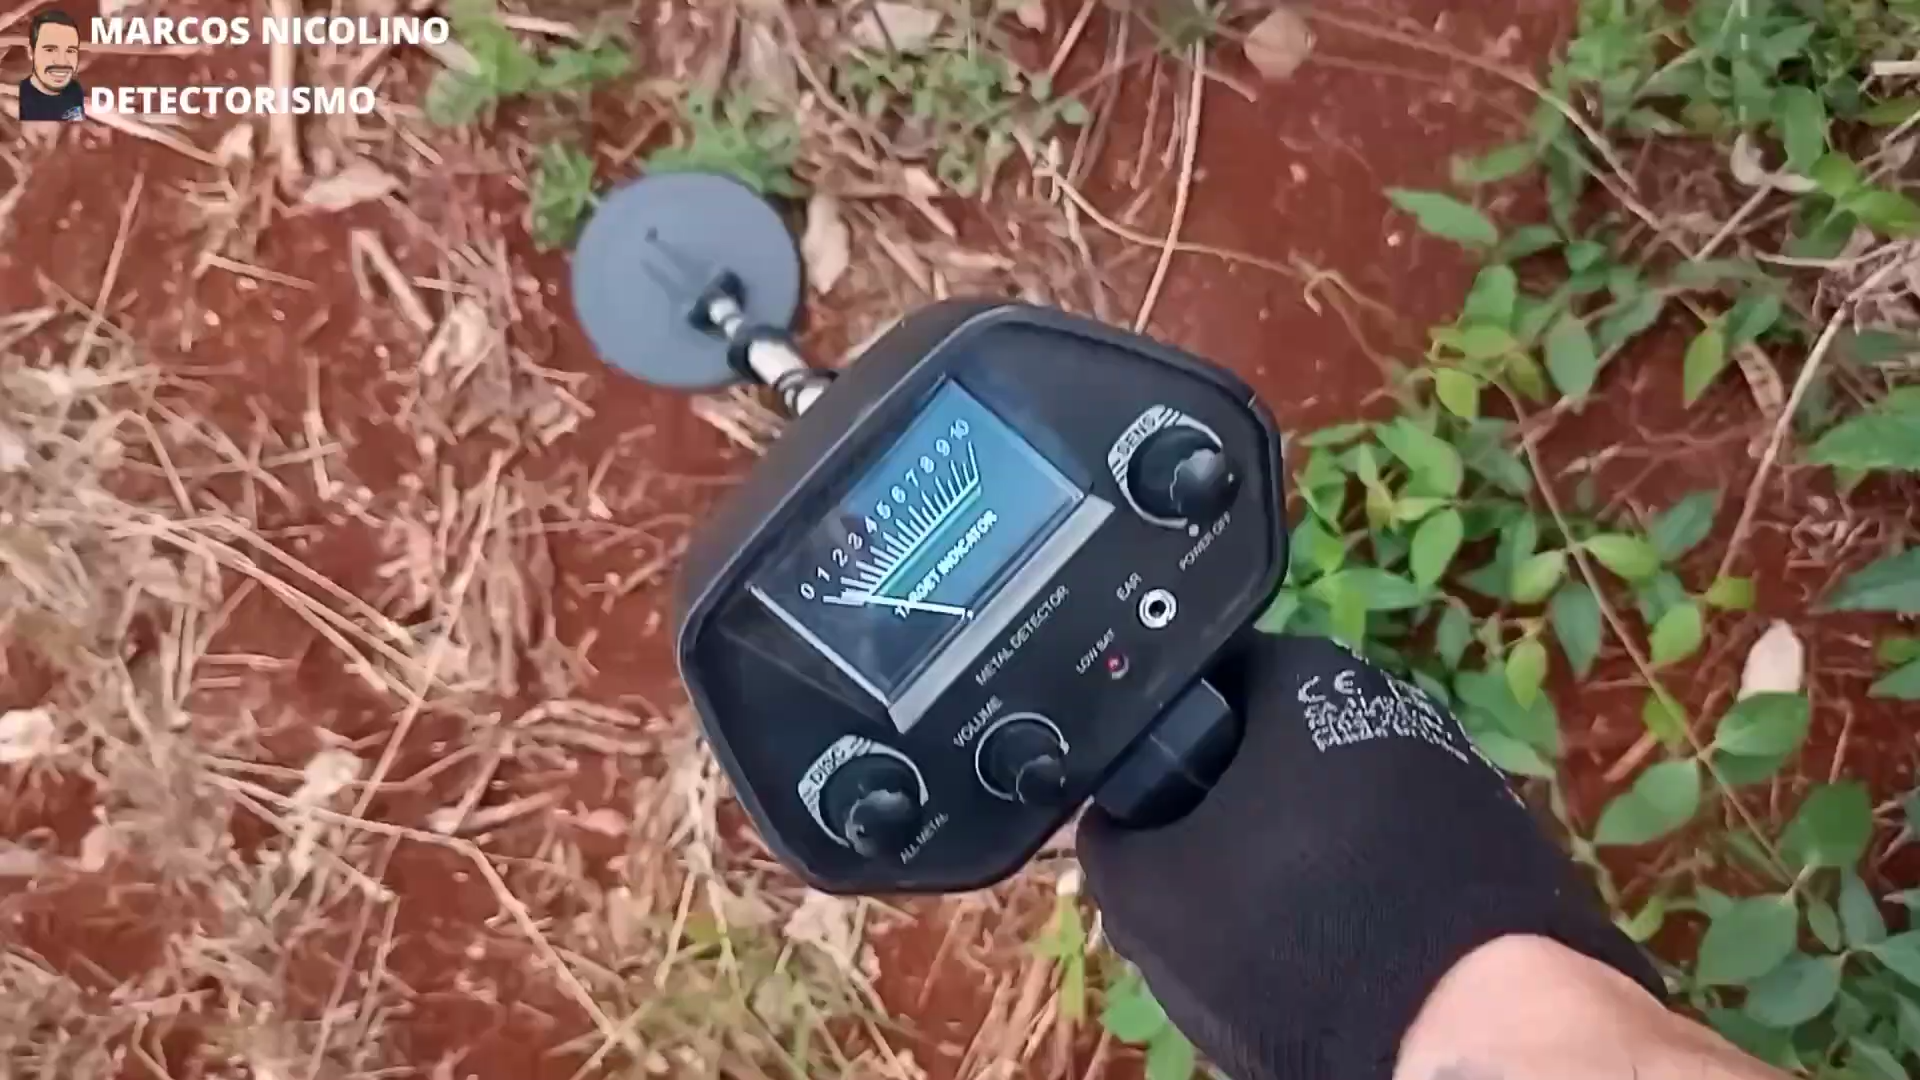 MARCOS NICOLINO
DETECTORISMO
0 1 2 3 4 5 6 7 8 9 10
TARGET INDICATOR
METAL DETECTOR
POWER OFF
EAR
LOW BAT
VOLUME
DISC
ALL METAL
CE